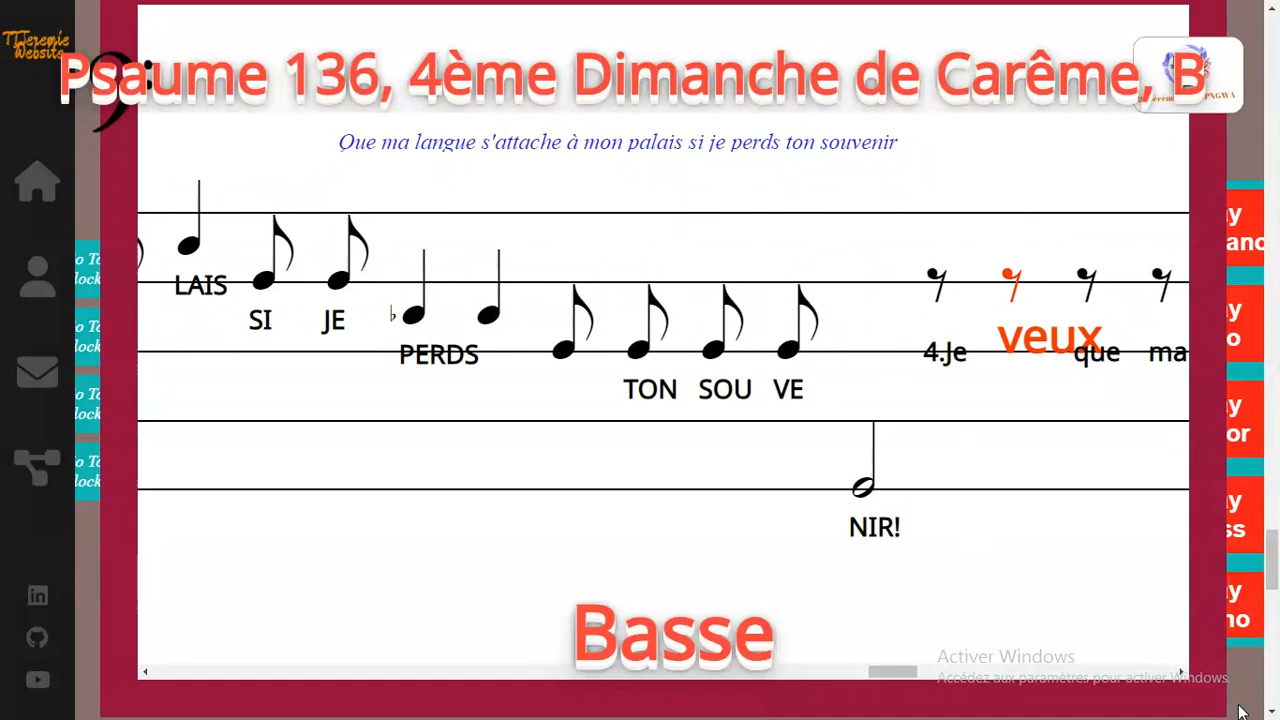 TTJeremie
Website
Psaume 136, 4ème Dimanche de Carême, B
Que ma langue s'attache à mon palais si je perds ton souvenir
LAIS
SI JE
PERDS
TON SOU VE
NIR!
4.Je veux que ma
Basse
Activer Windows
Accédez aux paramètres pour activer Windows.